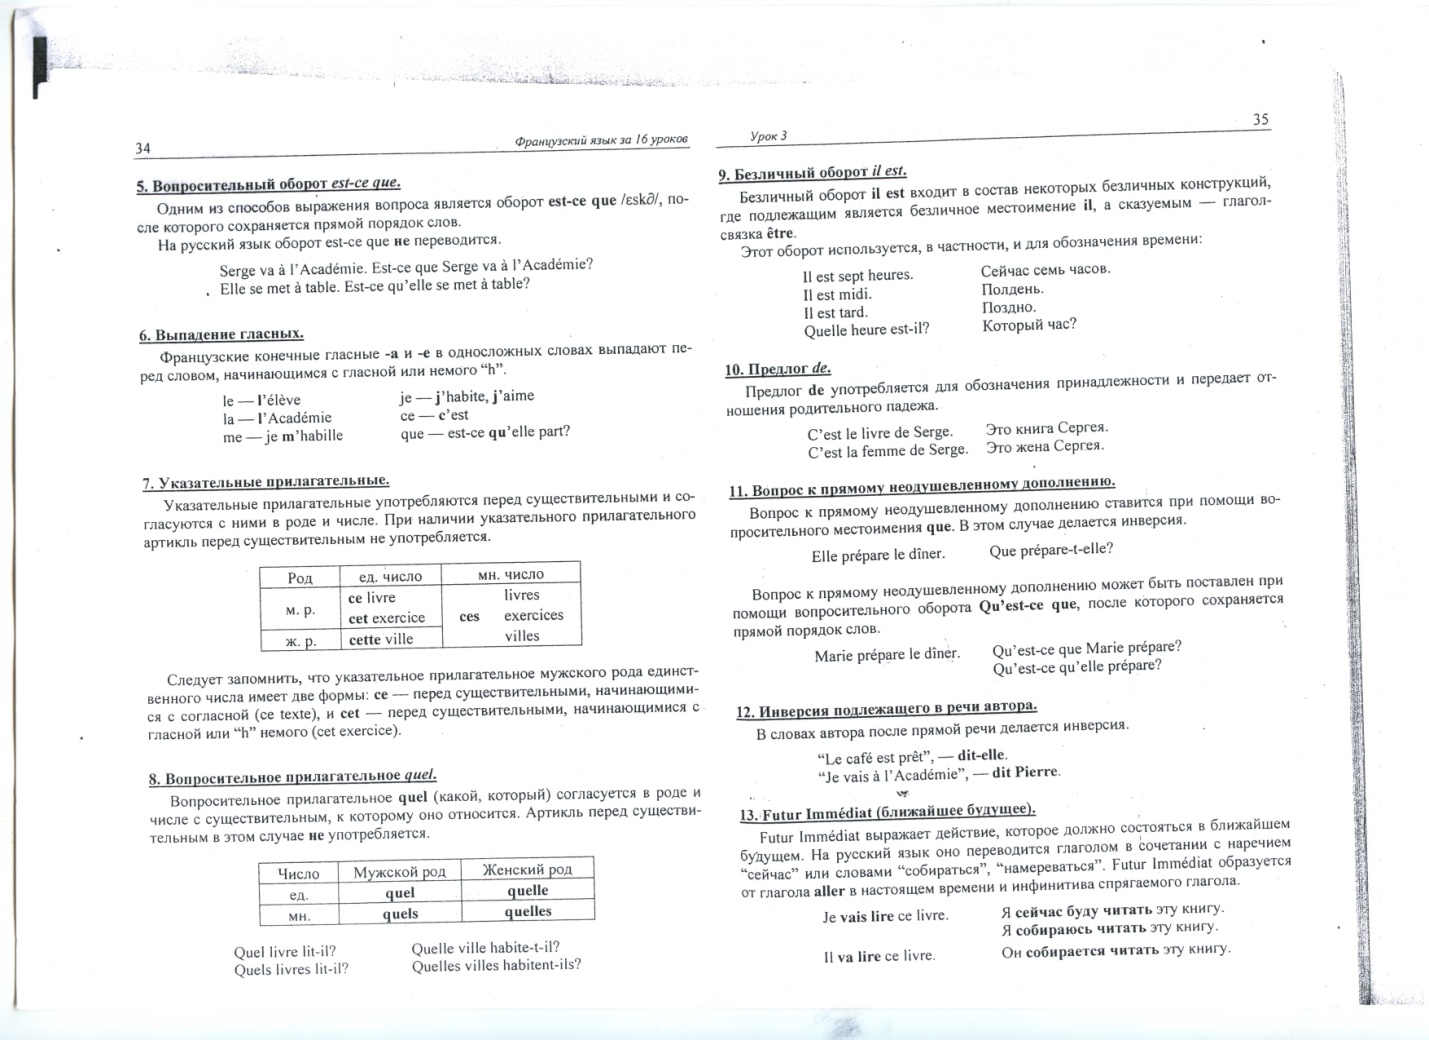 34
Французский язык за 16 уроков
5. Вопросительный оборот est-ce que.
Одним из способов выражения вопроса является оборот est-ce que /ɛskə/, по-
сле которого сохраняется прямой порядок слов.
На русский язык оборот est-ce que не переводится.
Serge va à l’Académie. Est-ce que Serge va à l’Académie?
Elle se met à table. Est-ce qu’elle se met à table?
6. Выпадение гласных.
Французские конечные гласные -a и -e в односложных словах выпадают пе-
ред словом, начинающимся с гласной или немого “h”.
le — l’élève je — j’habite, j’aime
la — l’Académie ce — c’est
me — je m’habille que — est-ce qu’elle part?
7. Указательные прилагательные.
Указательные прилагательные употребляются перед существительными и со-
гласуются с ними в роде и числе. При наличии указательного прилагательного
артикль перед существительным не употребляется.
Род ед. число мн. число
м. р. ce livre livres
cet exercice ces exercices
ж. р. cette ville villes
Следует запомнить, что указательное прилагательное мужского рода единст-
венного числа имеет две формы: ce — перед существительными, начинающими-
ся с согласной (ce texte), и cet — перед существительными, начинающимися с
гласной или “h” немого (cet exercice).
8. Вопросительное прилагательное quel.
Вопросительное прилагательное quel (какой, который) согласуется в роде и
числе с существительным, к которому оно относится. Артикль перед существи-
тельным в этом случае не употребляется.
Число Мужской род Женский род
ед. quel quelle
мн. quels quelles
Quel livre lit-il? Quelle ville habite-t-il?
Quels livres lit-il? Quelles villes habitent-ils?
Урок 3
35
9. Безличный оборот il est.
Безличный оборот il est входит в состав некоторых безличных конструкций,
где подлежащим является безличное местоимение il, а сказуемым — глагол-
связка être.
Этот оборот используется, в частности, и для обозначения времени:
Il est sept heures. Сейчас семь часов.
Il est midi. Полдень.
Il est tard. Поздно.
Quelle heure est-il? Который час?
10. Предлог de.
Предлог de употребляется для обозначения принадлежности и передает от-
ношения родительного падежа.
C’est le livre de Serge. Это книга Сергея.
C’est la femme de Serge. Это жена Сергея.
11. Вопрос к прямому неодушевленному дополнению.
Вопрос к прямому неодушевленному дополнению ставится при помощи во-
просительного местоимения que. В этом случае делается инверсия.
Elle prépare le dîner. Que prépare-t-elle?
Вопрос к прямому неодушевленному дополнению может быть поставлен при
помощи вопросительного оборота Qu’est-ce que, после которого сохраняется
прямой порядок слов.
Marie prépare le dîner. Qu’est-ce que Marie prépare?
Qu’est-ce qu’elle prépare?
12. Инверсия подлежащего в речи автора.
В словах автора после прямой речи делается инверсия.
“Le café est prêt”, — dit-elle.
“Je vais à l’Académie”, — dit Pierre.
13. Futur Immédiat (ближайшее будущее).
Futur Immédiat выражает действие, которое должно состояться в ближайшем
будущем. На русский язык оно переводится глаголом в сочетании с наречием
“сейчас” или словами “собираться”, “намереваться”. Futur Immédiat образуется
от глагола aller в настоящем времени и инфинитива спрягаемого глагола.
Je vais lire ce livre. Я сейчас буду читать эту книгу.
Я собираюсь читать эту книгу.
Il va lire ce livre. Он собирается читать эту книгу.